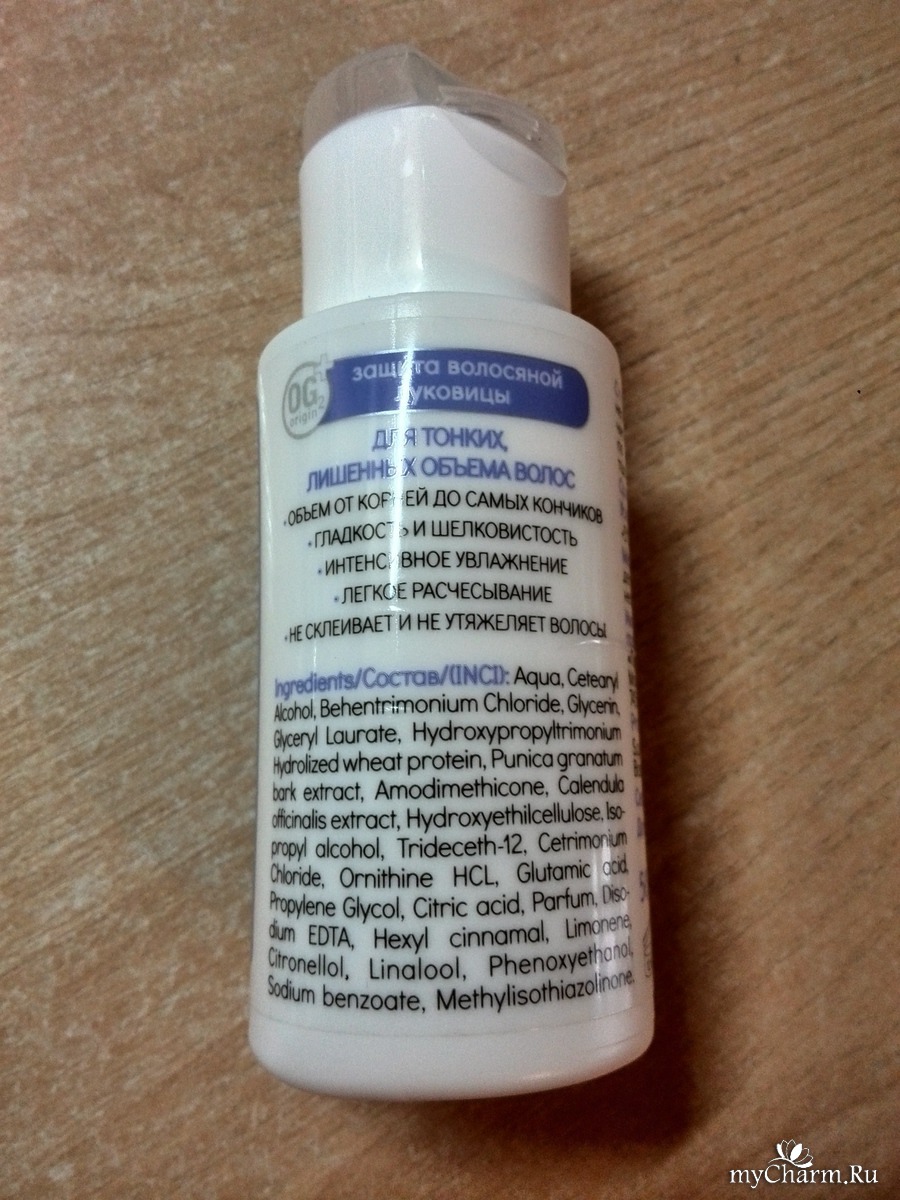 OG2
origin
защита волосяной
луковицы
ДЛЯ ТОНКИХ,
ЛИШЕННЫХ ОБЪЕМА ВОЛОС
• ОБЪЕМ ОТ КОРНЕЙ ДО САМЫХ КОНЧИКОВ
• ГЛАДКОСТЬ И ШЕЛКОВИСТОСТЬ
• ИНТЕНСИВНОЕ УВЛАЖНЕНИЕ
• ЛЕГКОЕ РАСЧЕСЫВАНИЕ
• НЕ СКЛЕИВАЕТ И НЕ УТЯЖЕЛЯЕТ ВОЛОСЫ
Ingredients/Состав/(INCI): Aqua, Cetearyl
Alcohol, Behentrimonium Chloride, Glycerin,
Glyceryl Laurate, Hydroxypropyltrimonium
Hydrolized wheat protein, Punica granatum
bark extract, Amodimethicone, Calendula
officinalis extract, Hydroxyethilcellulose, Iso-
propyl alcohol, Trideceth-12, Cetrimonium
Chloride, Ornithine HCL, Glutamic acid,
Propylene Glycol, Citric acid, Parfum, Diso-
dium EDTA, Hexyl cinnamal, Limonene,
Citronellol, Linalool, Phenoxyethanol,
Sodium benzoate, Methylisothiazolinone.
myCharm.Ru